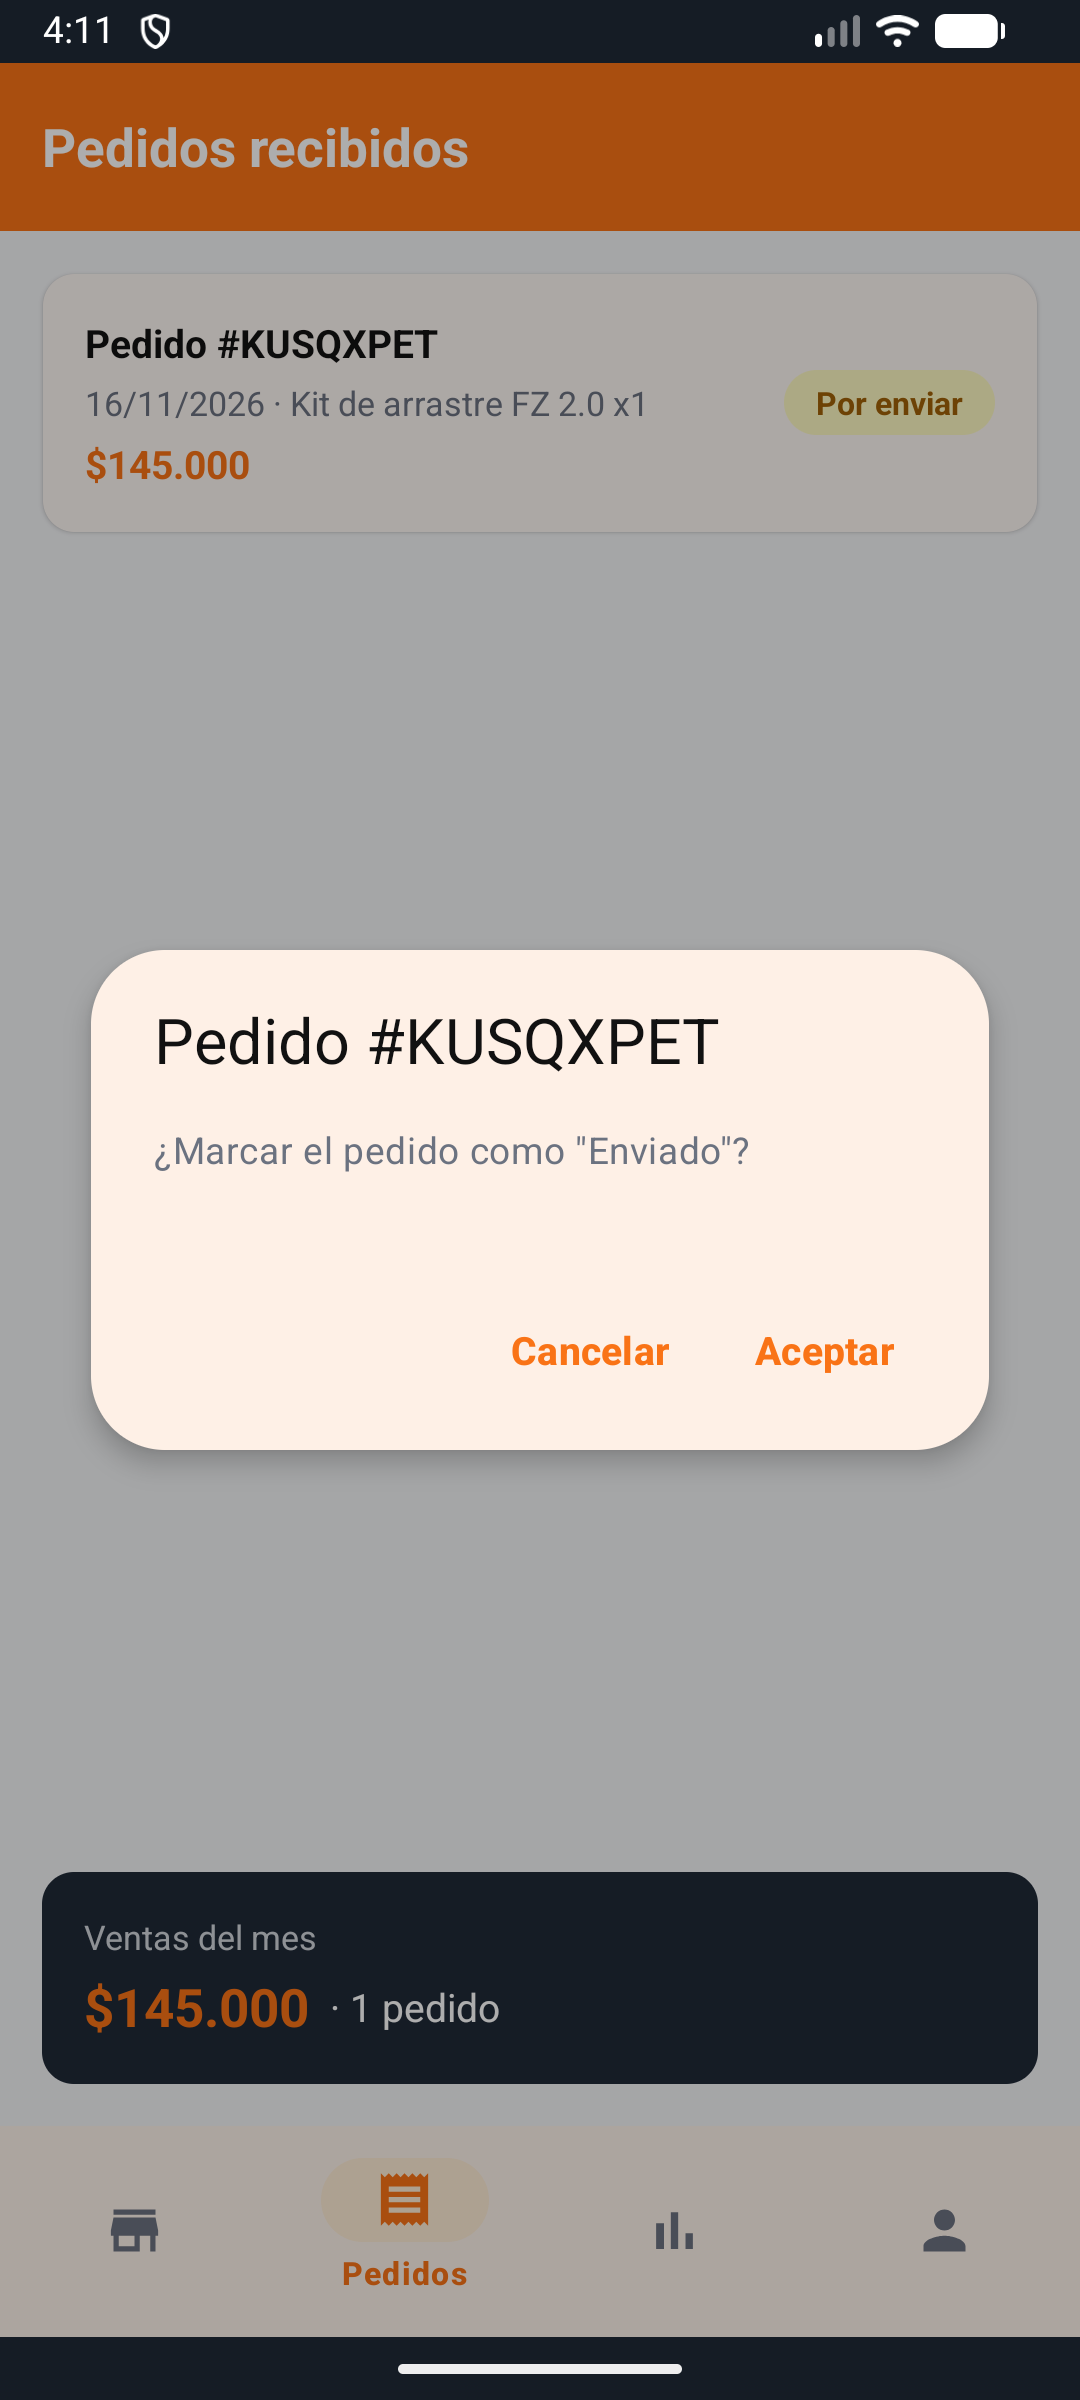 4:11
Pedidos recibidos
Pedido #KUSQXPET
16/11/2026 · Kit de arrastre FZ 2.0 x1
Por enviar
$145.000
Pedido #KUSQXPET
¿Marcar el pedido como "Enviado"?
Cancelar Aceptar
Ventas del mes
$145.000 · 1 pedido
Pedidos